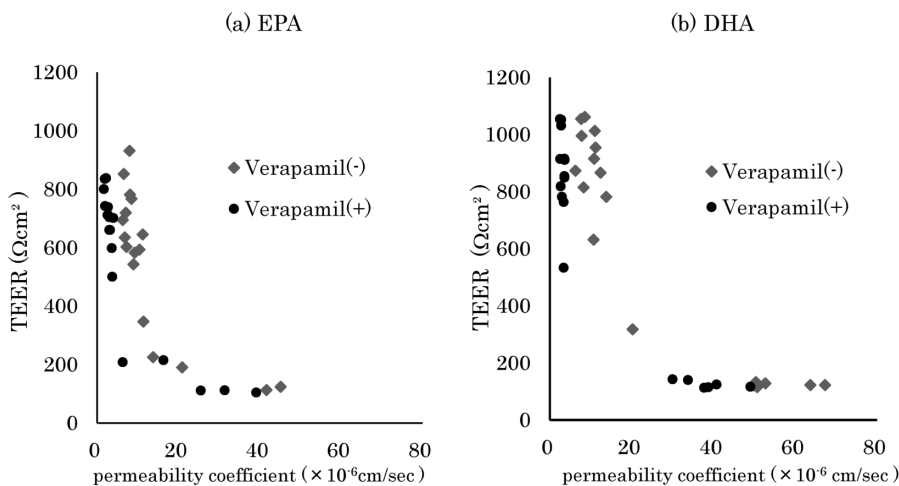 (a) EPA
1200
1000
800
600
400
200
0
TEER (Ωcm²)
Verapamil(-)
Verapamil(+)
0 20 40 60 80
permeability coefficient (×10⁻⁶cm/sec)
(b) DHA
1200
1000
800
600
400
200
0
TEER (Ωcm²)
Verapamil(-)
Verapamil(+)
0 20 40 60 80
permeability coefficient (×10⁻⁶ cm/sec)